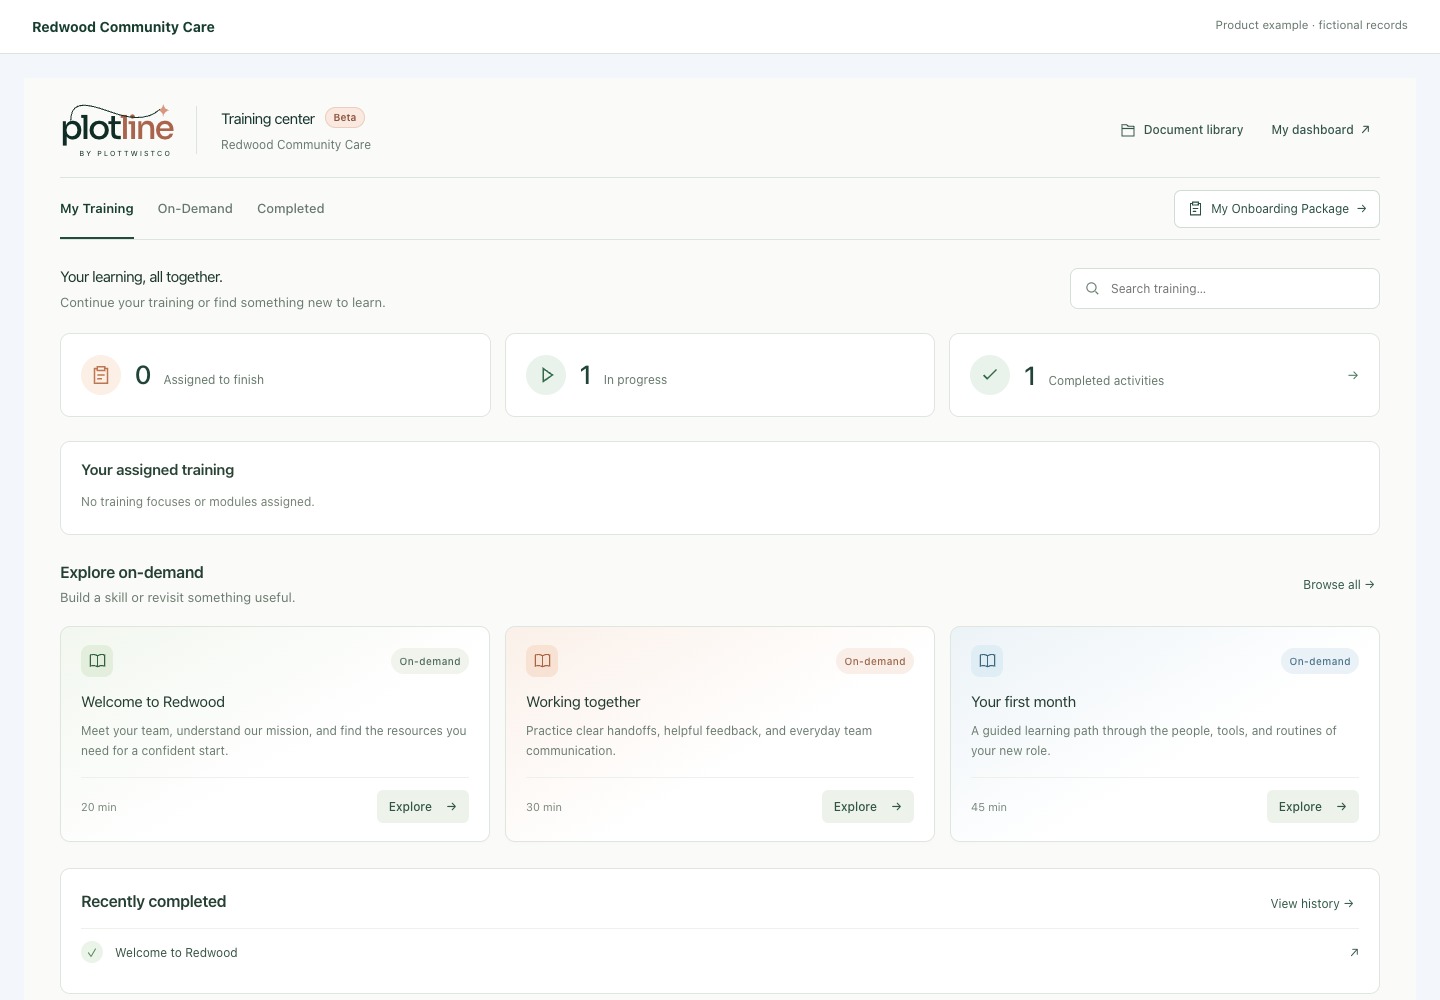 Redwood Community Care
Product example · fictional records
plotline
BY PLOTTWISTCO
Training center
Beta
Redwood Community Care
Document library
My dashboard ↗
My Training
On-Demand
Completed
My Onboarding Package →
Your learning, all together.
Continue your training or find something new to learn.
Search training...
0 Assigned to finish
1 In progress
1 Completed activities →
Your assigned training
No training focuses or modules assigned.
Explore on-demand
Build a skill or revisit something useful.
Browse all →
On-demand
Welcome to Redwood
Meet your team, understand our mission, and find the resources you
need for a confident start.
20 min
Explore →
On-demand
Working together
Practice clear handoffs, helpful feedback, and everyday team
communication.
30 min
Explore →
On-demand
Your first month
A guided learning path through the people, tools, and routines of
your new role.
45 min
Explore →
Recently completed
View history →
Welcome to Redwood ↗